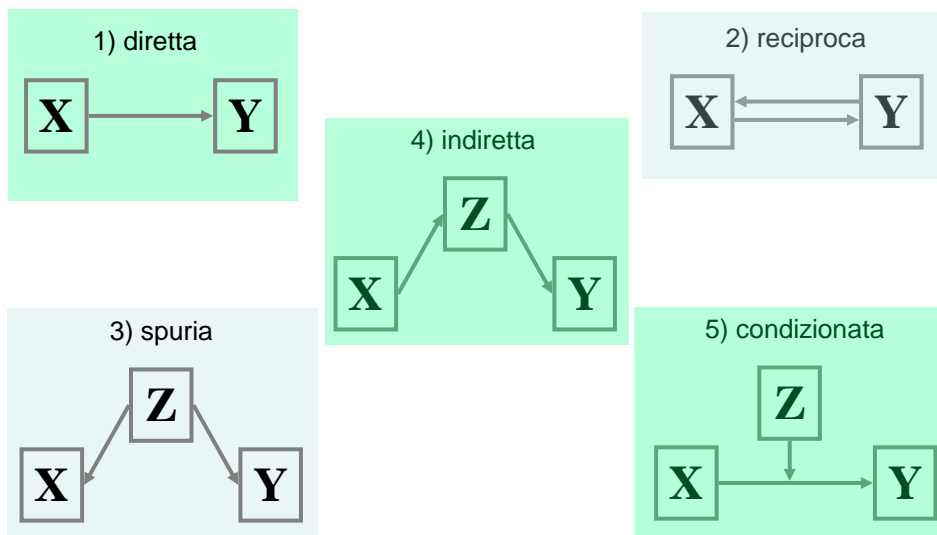 1) diretta
X
Y
2) reciproca
X
Y
4) indiretta
Z
X
Y
3) spuria
Z
X
Y
5) condizionata
Z
X
Y